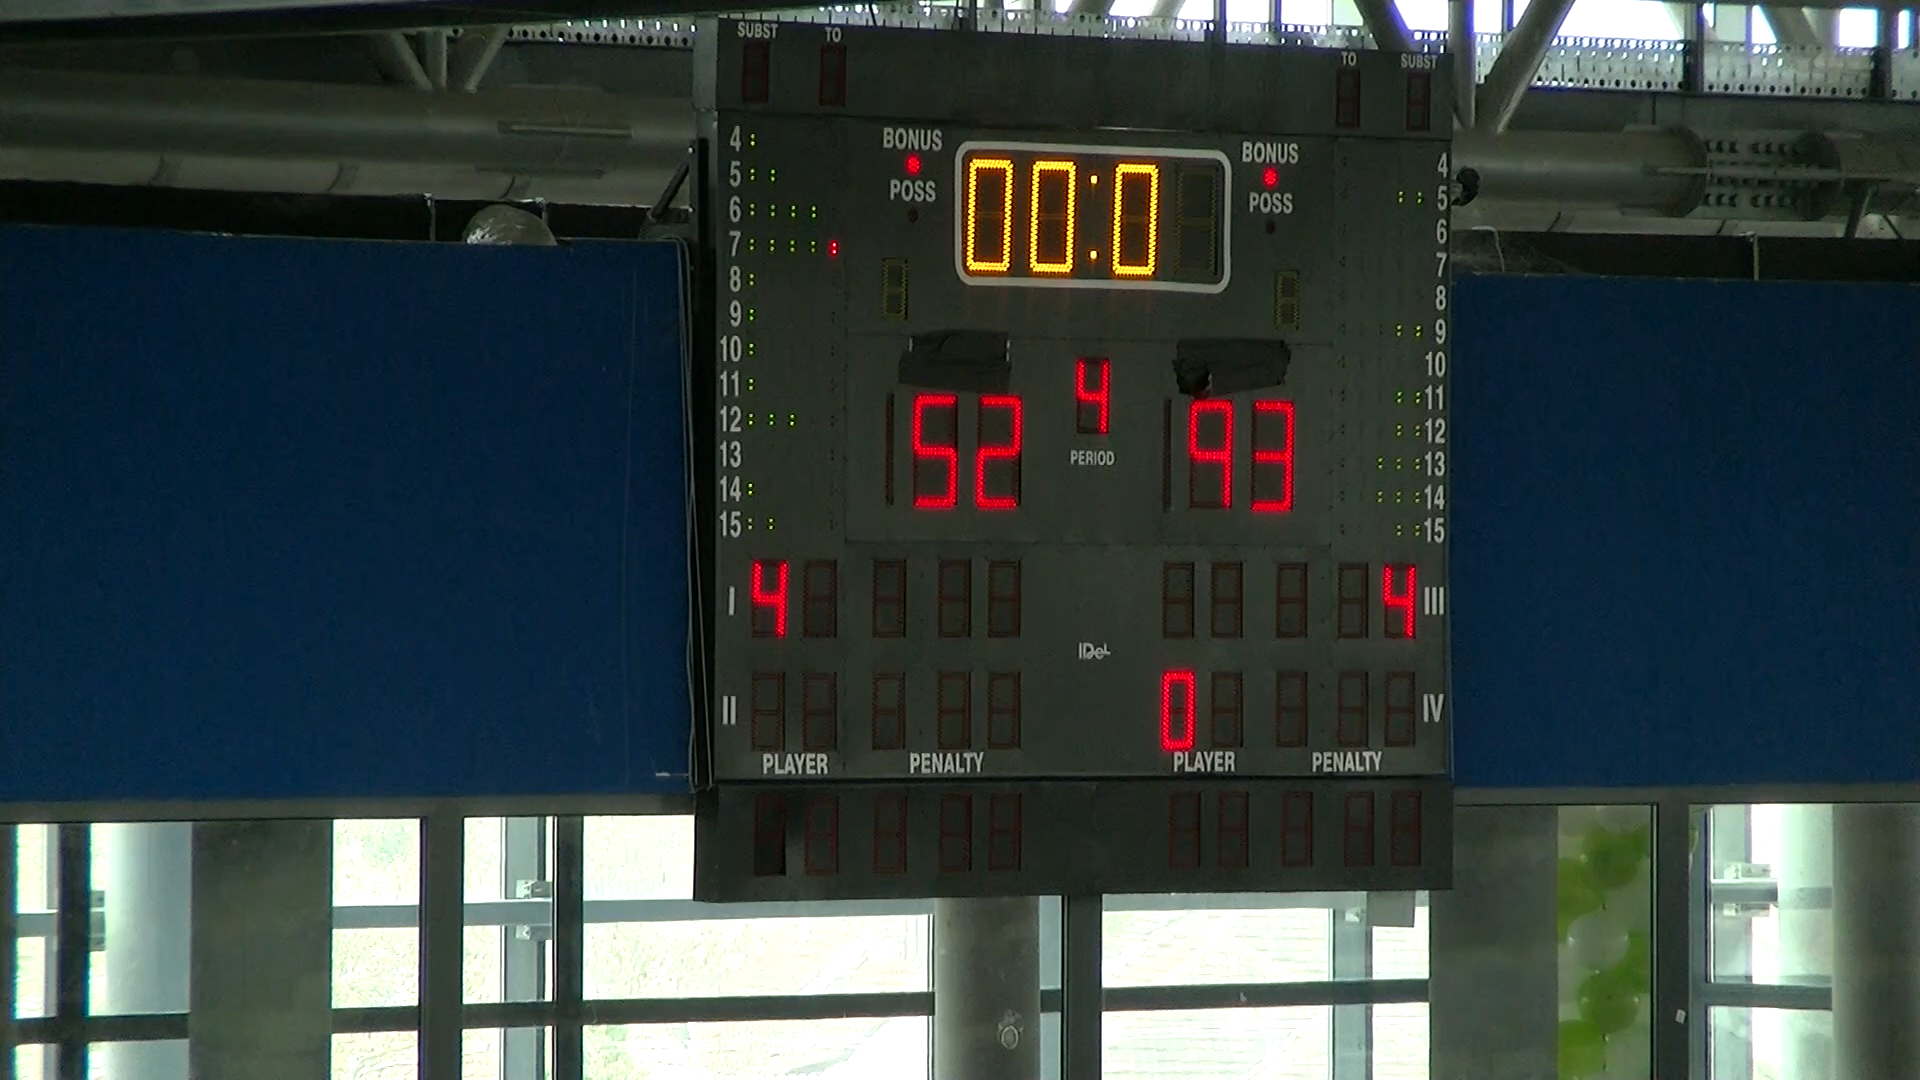 SUBST TO TO SUBST
BONUS BONUS
POSS POSS
00:0
4 4
5 5
6 6
7 7
8 8
9 9
10 10
11 11
12 12
13 13
14 14
15 15
4
52 93
PERIOD
I 4 4 III
IDeL
II 0 IV
PLAYER PENALTY PLAYER PENALTY